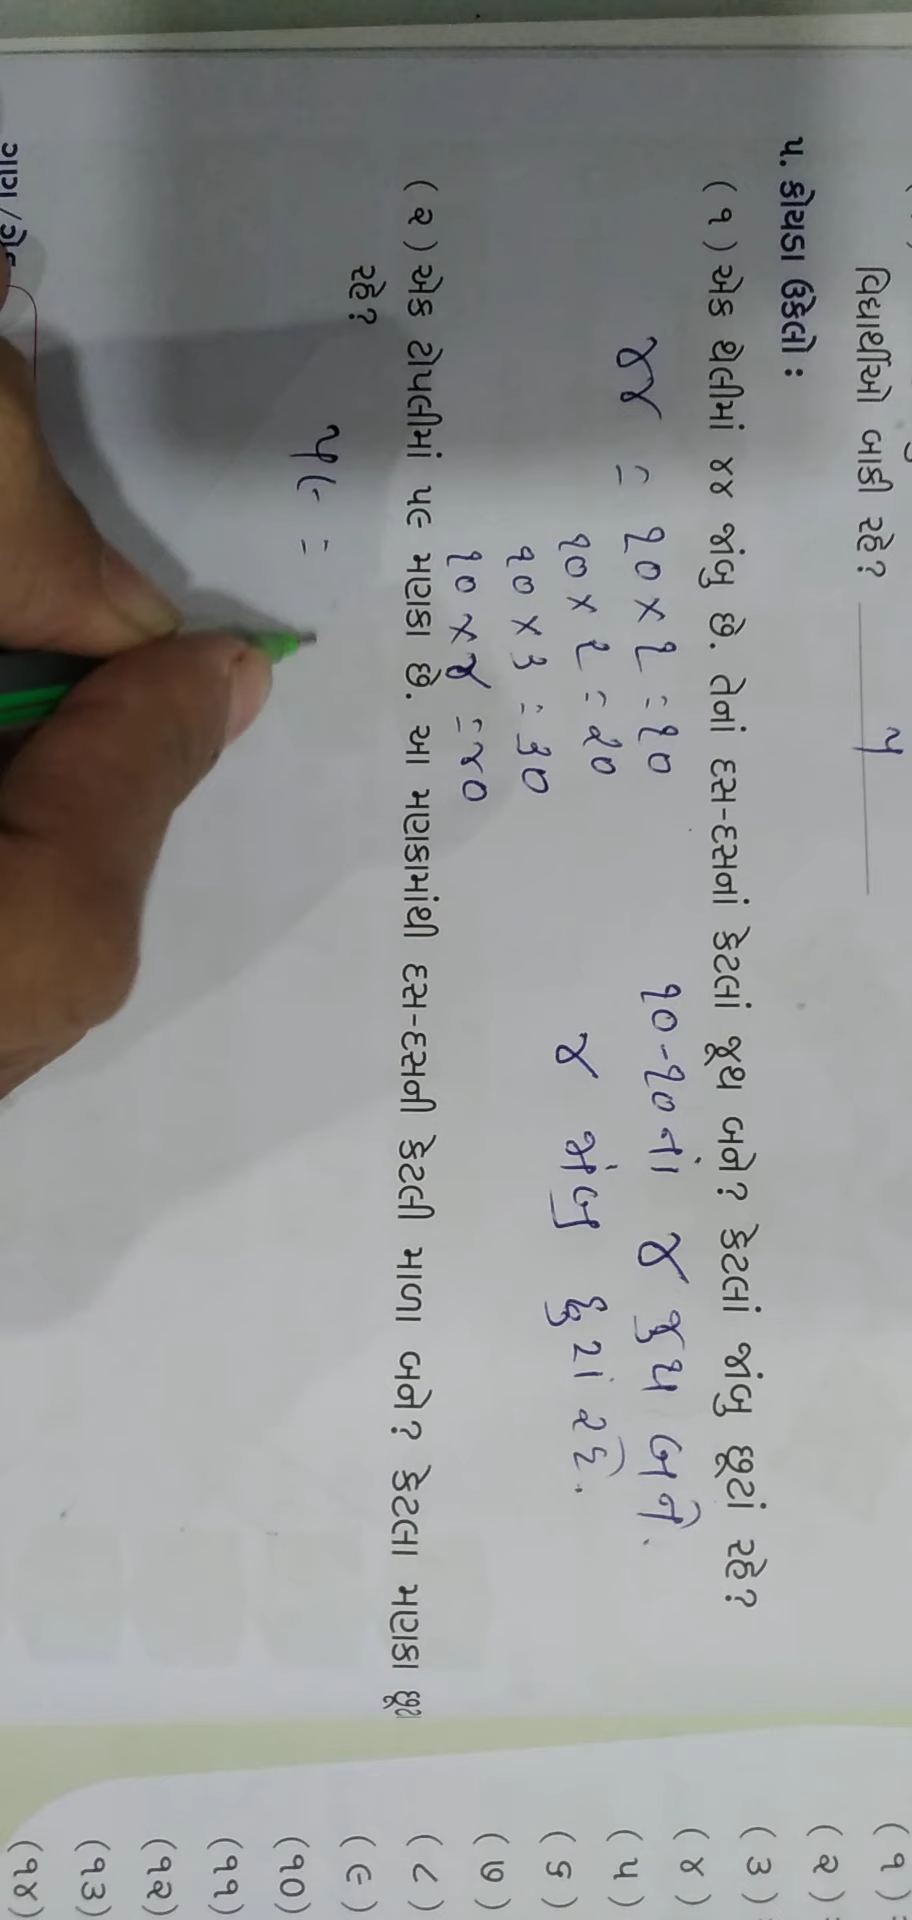 વિદ્યાર્થીઓ બાકી રહે? ૫
૫. કોયડા ઉકેલો :
(૧) એક થેલીમાં ૪૪ જાંબુ છે. તેનાં દસ-દસનાં કેટલાં જૂથ બને? કેટલાં જાંબુ છૂટાં રહે?
૪૪ = ૧૦ × ૧ = ૧૦
૧૦ × ૨ = ૨૦
૧૦ × ૩ = ૩૦
૧૦ × ૪ = ૪૦
૧૦-૧૦ નાં ૪ જુથ બને.
૪ જાંબુ છુટાં રહે.
(૨) એક ટોપલીમાં ૫૯ મણકા છે. આ મણકામાંથી દસ-દસની કેટલી માળા બને? કેટલા મણકા છૂટા
રહે?
૫૯ =
(૧)
(૨)
(૩)
(૪)
(૫)
(૬)
(૭)
(૮)
(૯)
(૧૦)
(૧૧)
(૧૨)
(૧૩)
(૧૪)